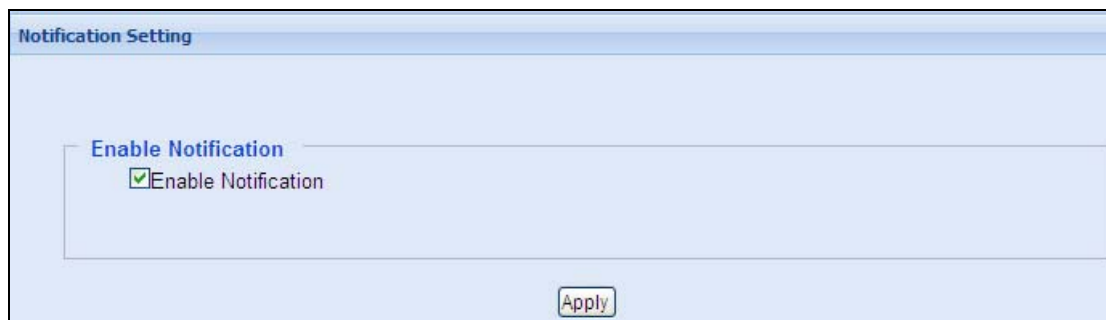 Notification Setting
Enable Notification
Enable Notification
Apply